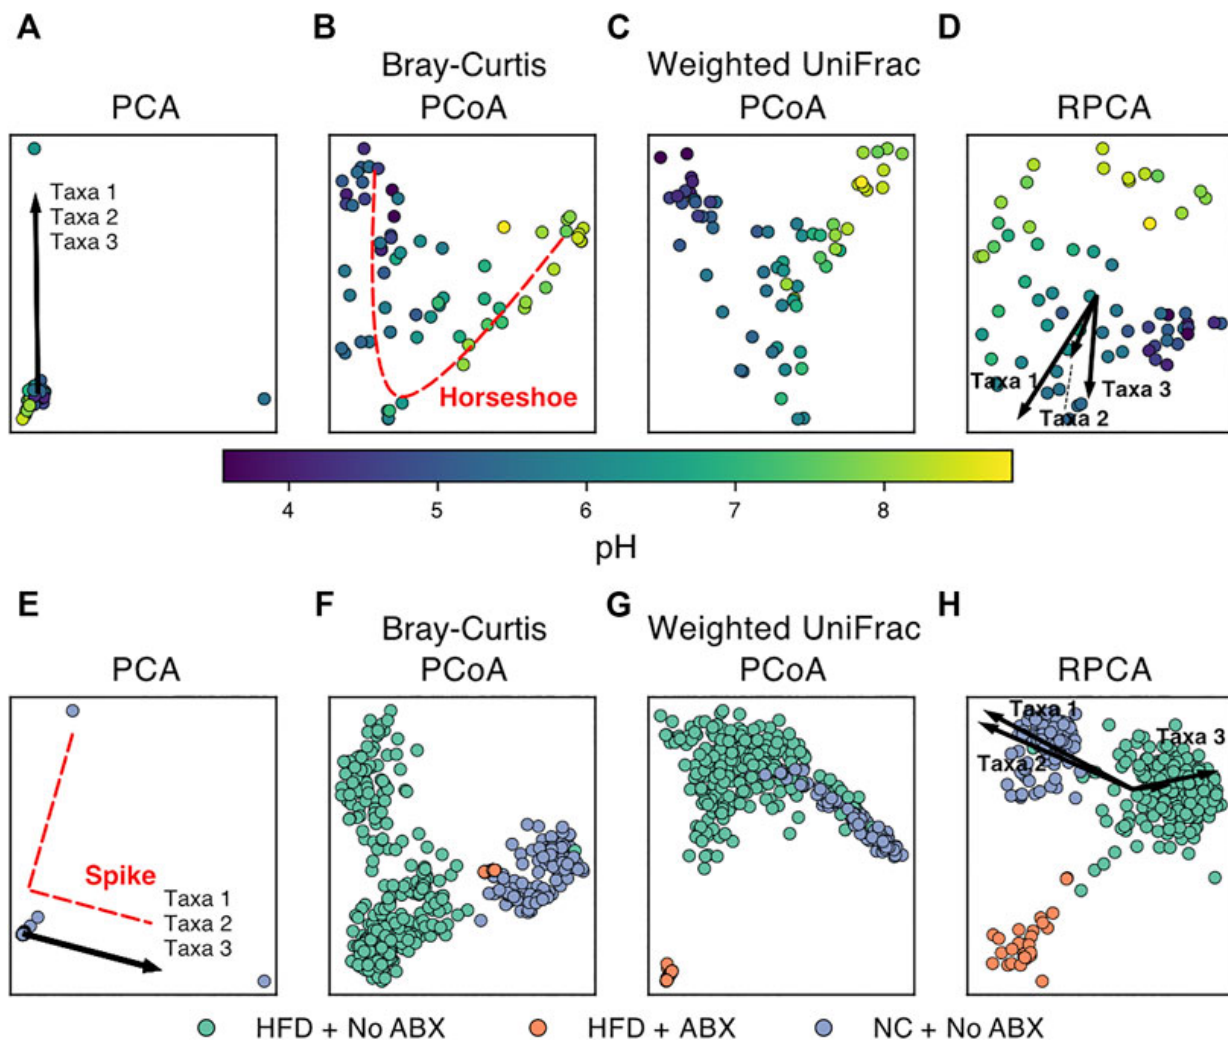 A
B
C
D
PCA
Bray-Curtis
PCoA
Weighted UniFrac
PCoA
RPCA
Taxa 1
Taxa 2
Taxa 3
Horseshoe
Taxa 1
Taxa 2
Taxa 3
4 5 6 7 8
pH
E
F
G
H
PCA
Bray-Curtis
PCoA
Weighted UniFrac
PCoA
RPCA
Spike
Taxa 1
Taxa 2
Taxa 3
Taxa 1
Taxa 2
Taxa 3
HFD + No ABX HFD + ABX NC + No ABX